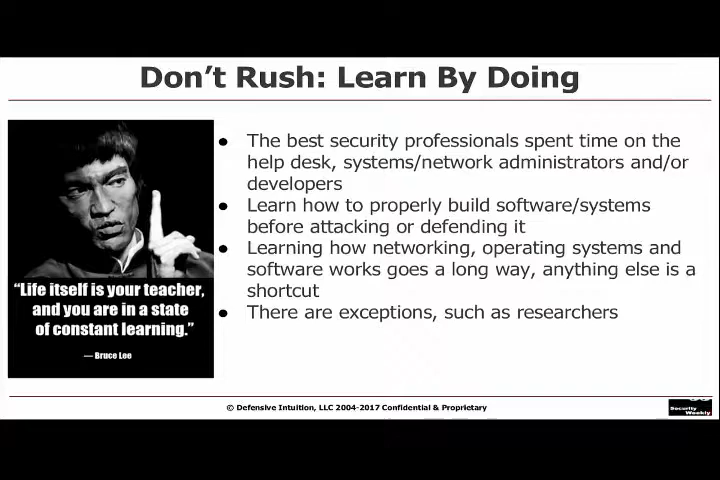 Don't Rush: Learn By Doing
● The best security professionals spent time on the
help desk, systems/network administrators and/or
developers
● Learn how to properly build software/systems
before attacking or defending it
● Learning how networking, operating systems and
software works goes a long way, anything else is a
shortcut
● There are exceptions, such as researchers
“Life itself is your teacher,
and you are in a state
of constant learning.”
— Bruce Lee
© Defensive Intuition, LLC 2004-2017 Confidential & Proprietary
Security
Weekly